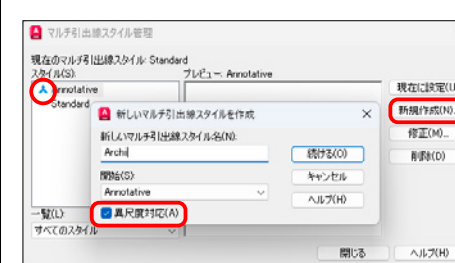 マルチ引出線スタイル管理
現在のマルチ引出線スタイル: Standard
スタイル(S):
プレビュー: Annotative
Annotative
Standard
現在に設定(U
新規作成(N)...
修正(M)...
削除(D)
新しいマルチ引出線スタイルを作成
新しいマルチ引出線スタイル名(N):
Archi
続ける(O)
開始(S):
キャンセル
Annotative
ヘルプ(H)
異尺度対応(A)
一覧(L):
すべてのスタイル
閉じる
ヘルプ(H)